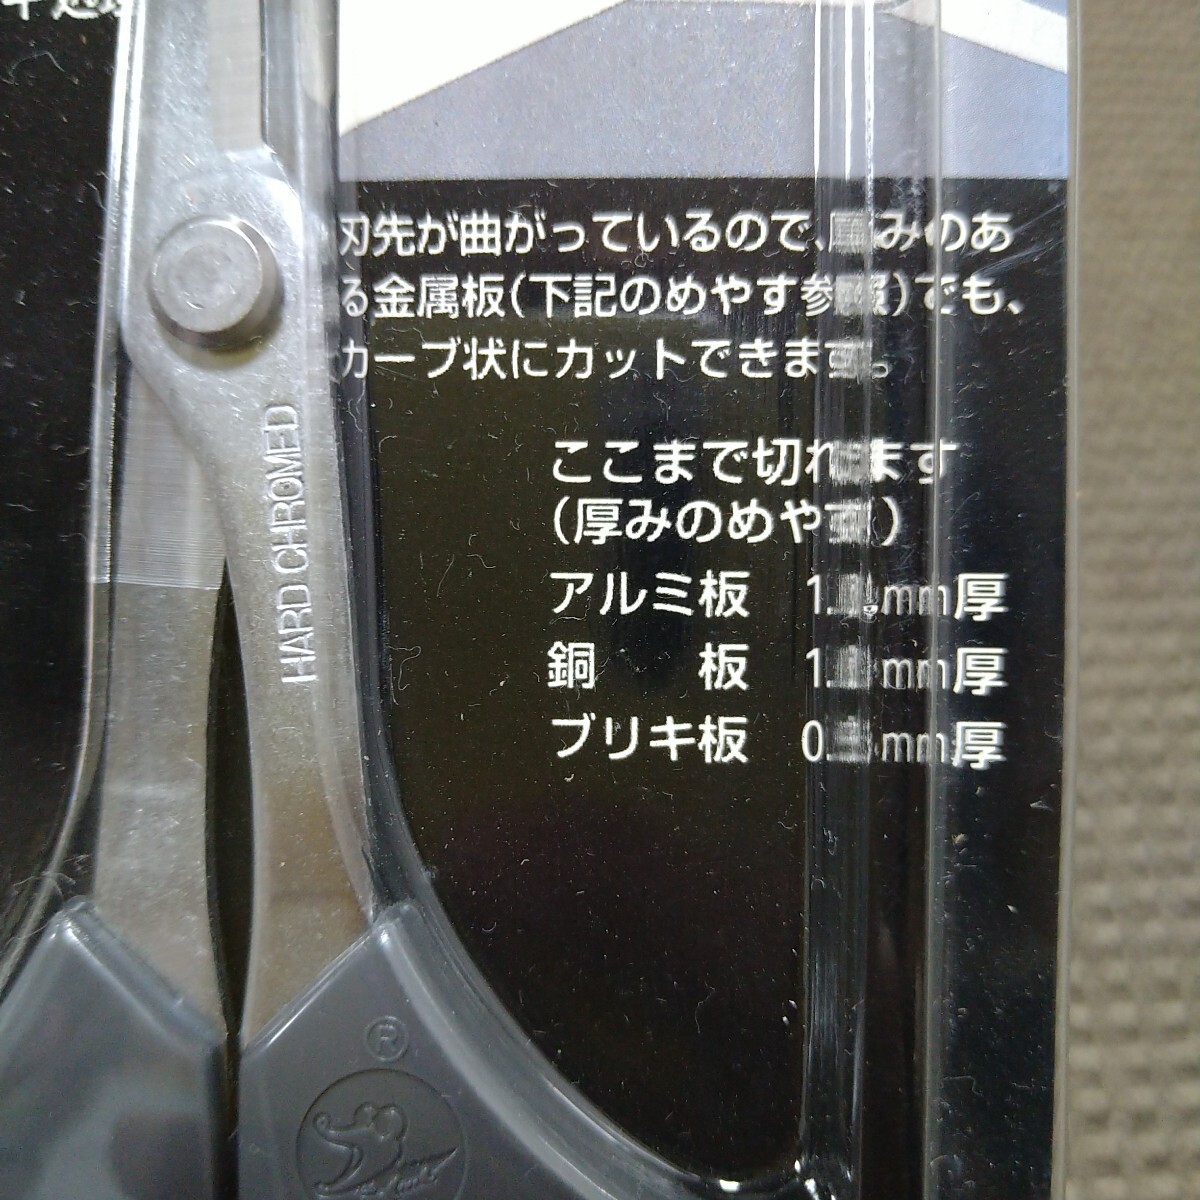 刃先が曲がっているので、厚みのあ
る金属板(下記のめやす参照)でも、
カーブ状にカットできます。
ここまで切れます
(厚みのめやす)
アルミ板 mm厚
銅 板 mm厚
ブリキ板 mm厚
HARD CHROMED
®